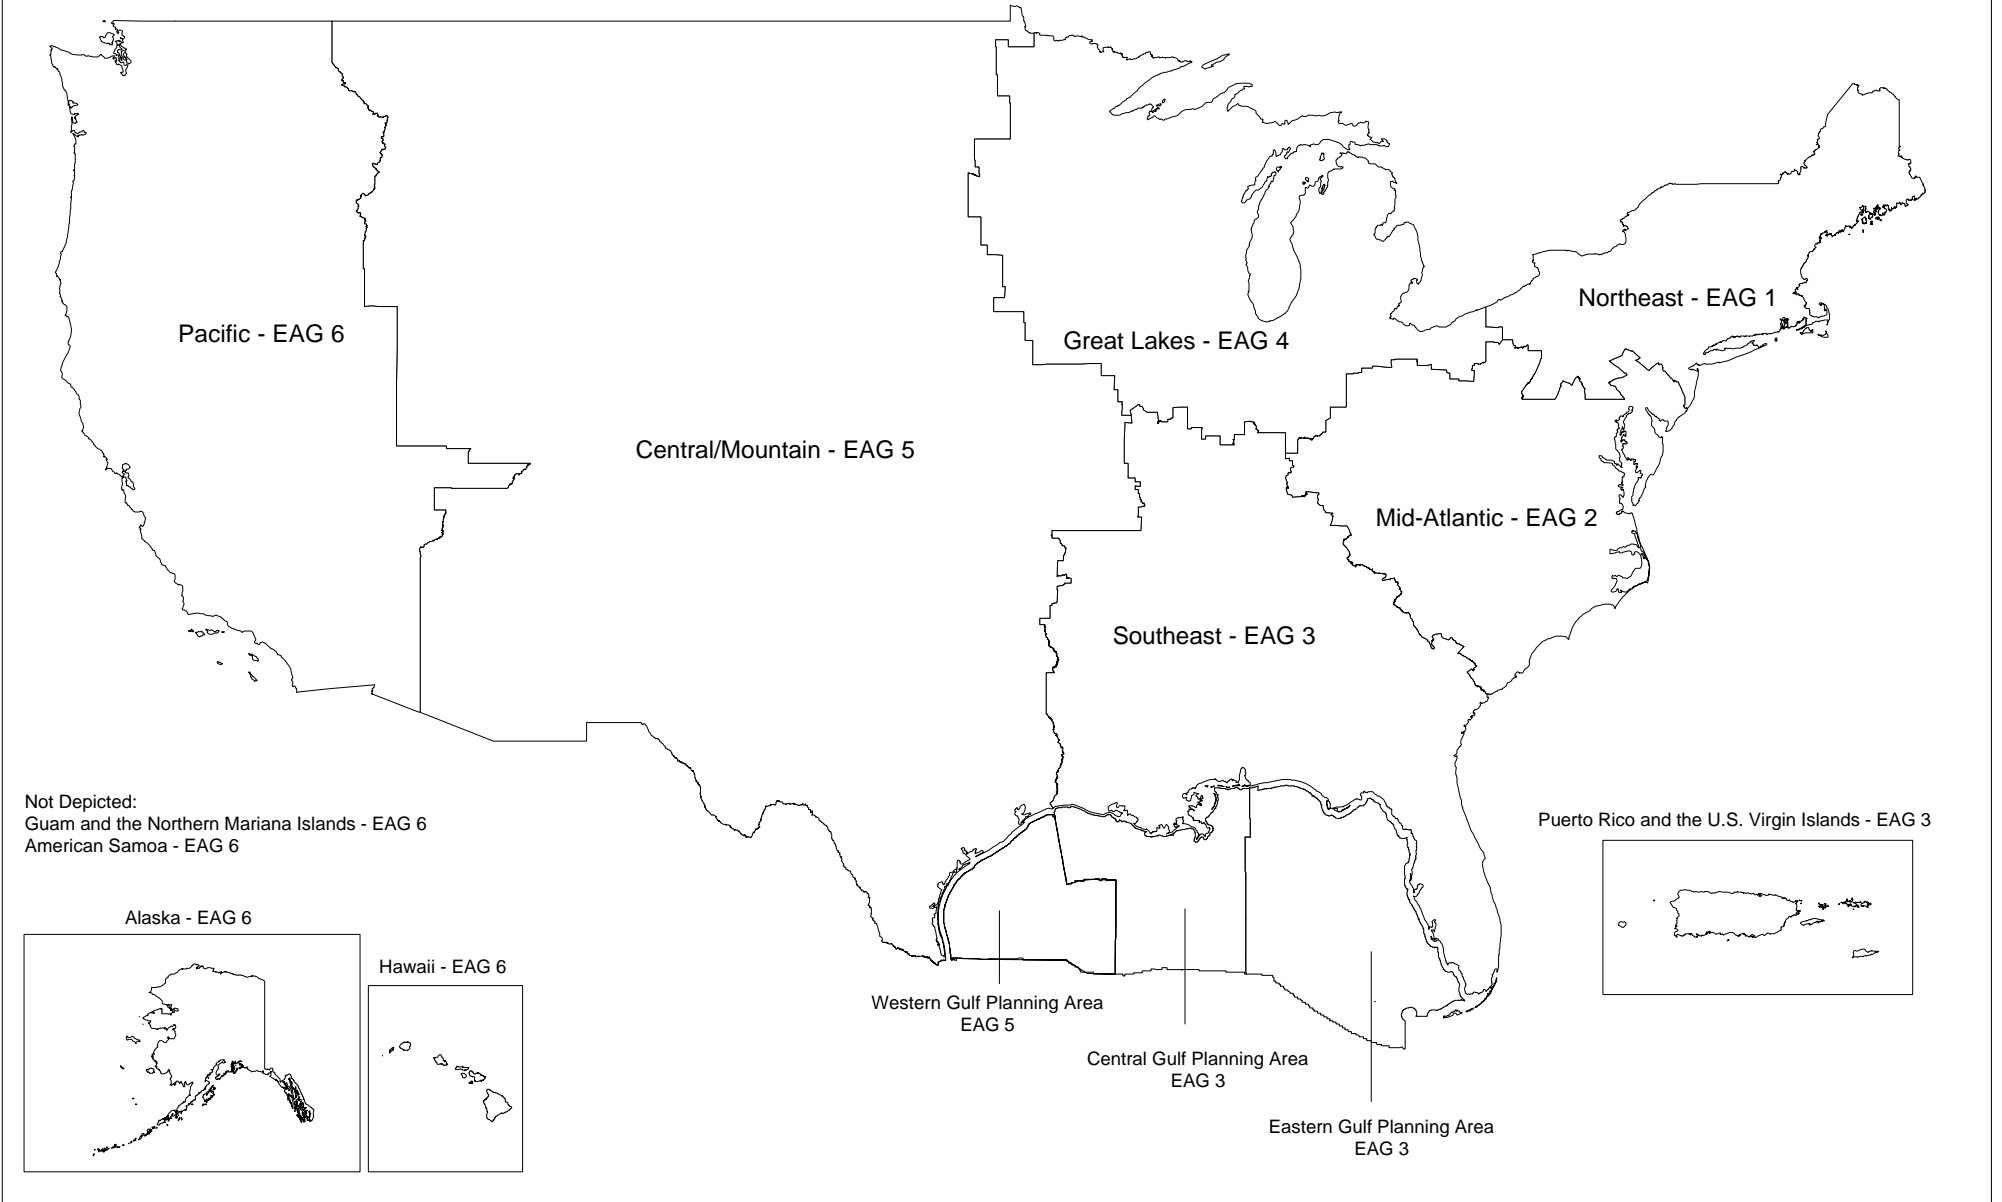 Northeast - EAG 1
Pacific - EAG 6
Great Lakes - EAG 4
Central/Mountain - EAG 5
Mid-Atlantic - EAG 2
Southeast - EAG 3
Not Depicted:
Guam and the Northern Mariana Islands - EAG 6
American Samoa - EAG 6
Puerto Rico and the U.S. Virgin Islands - EAG 3
Alaska - EAG 6
Hawaii - EAG 6
Western Gulf Planning Area
EAG 5
Central Gulf Planning Area
EAG 3
Eastern Gulf Planning Area
EAG 3